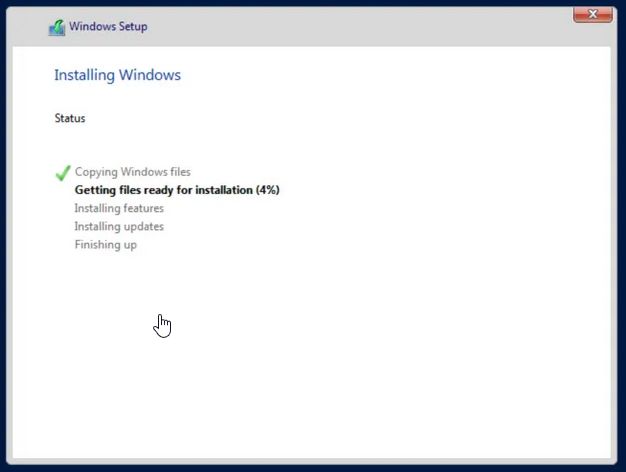 Windows Setup
Installing Windows
Status
Copying Windows files
Getting files ready for installation (4%)
Installing features
Installing updates
Finishing up